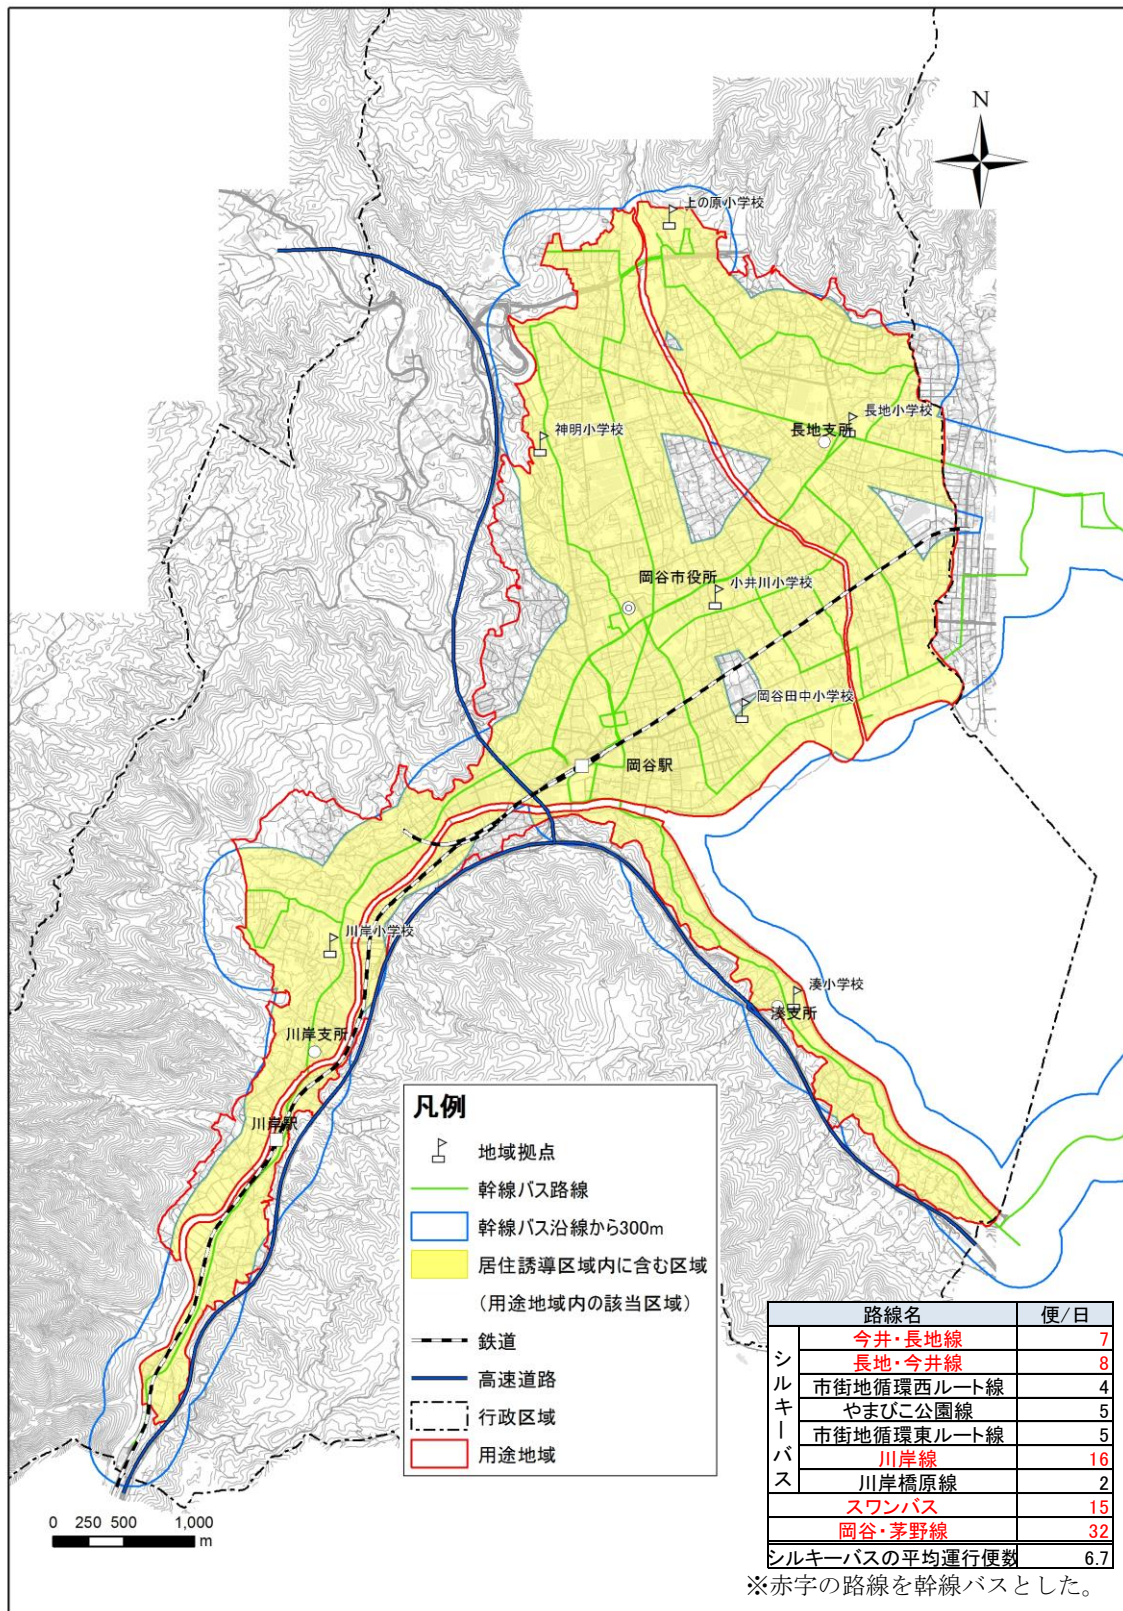 N
上の原小学校
長地小学校
神明小学校
長地支所
岡谷市役所
小井川小学校
岡谷田中小学校
岡谷駅
川岸小学校
湊小学校
湊支所
川岸支所
川岸駅
凡例
地域拠点
幹線バス路線
幹線バス沿線から300m
居住誘導区域内に含む区域
(用途地域内の該当区域)
鉄道
高速道路
行政区域
用途地域
0 250 500 1,000
m
路線名 便/日
シルキーバス
今井・長地線 7
長地・今井線 8
市街地循環西ルート線 4
やまびこ公園線 5
市街地循環東ルート線 5
川岸線 16
川岸橋原線 2
スワンバス 15
岡谷・茅野線 32
シルキーバスの平均運行便数 6.7
※赤字の路線を幹線バスとした。